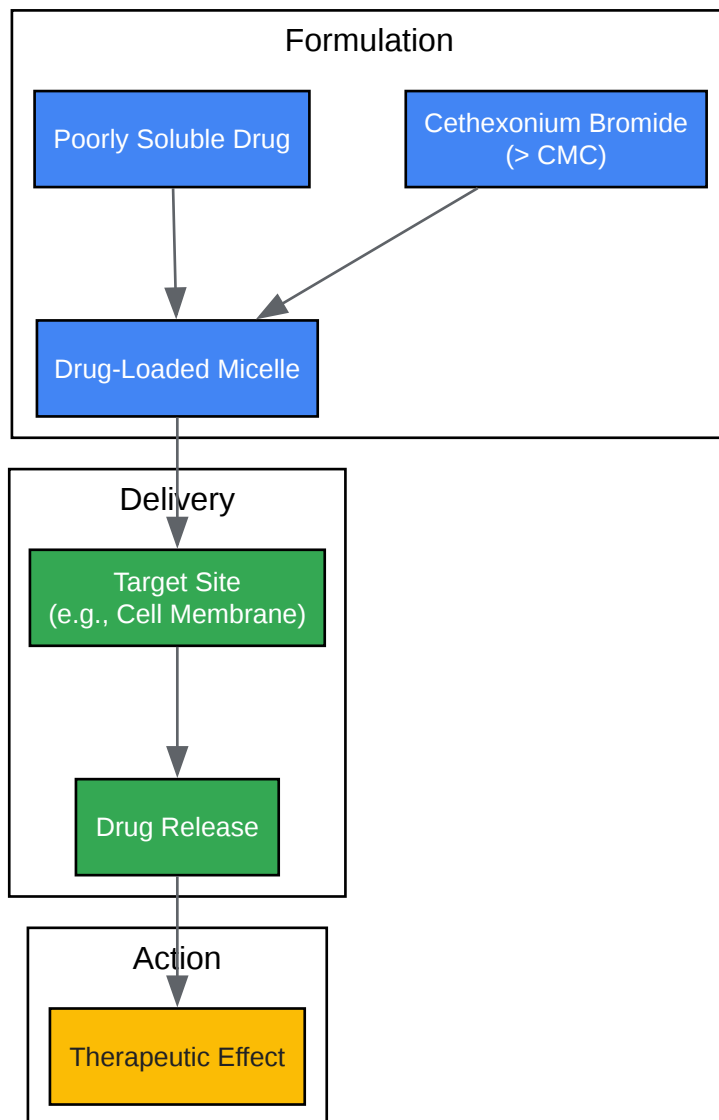 Formulation
Poorly Soluble Drug
Cethexonium Bromide
(> CMC)
Drug-Loaded Micelle
Delivery
Target Site
(e.g., Cell Membrane)
Drug Release
Action
Therapeutic Effect